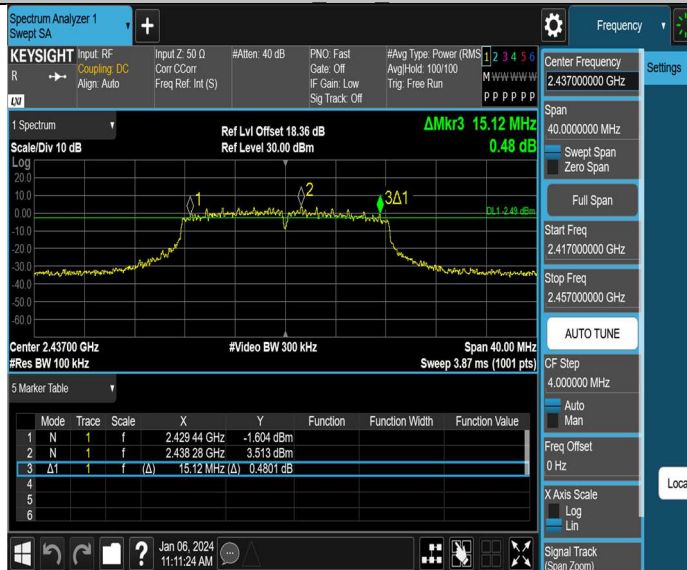 Spectrum Analyzer 1
Swept SA
Frequency
KEYSIGHT
R
LXI
Input: RF
Coupling: DC
Align: Auto
Input Z: 50 Ω
Corr CCorr
Freq Ref: Int (S)
#Atten: 40 dB
PNO: Fast
Gate: Off
IF Gain: Low
Sig Track: Off
#Avg Type: Power (RMS
Avg|Hold: 100/100
Trig: Free Run
1 2 3 4 5 6
M W W W W W
P P P P P P
1 Spectrum
Scale/Div 10 dB
Ref Lvl Offset 18.36 dB
Ref Level 30.00 dBm
ΔMkr3 15.12 MHz
0.48 dB
Log
20.0
10.0
0.00
-10.0
-20.0
-30.0
-40.0
-50.0
-60.0
1
2
3Δ1
DL1 -2.49 dBm
Center 2.43700 GHz
#Res BW 100 kHz
#Video BW 300 kHz
Span 40.00 MHz
Sweep 3.87 ms (1001 pts)
5 Marker Table
Mode Trace Scale X Y Function Function Width Function Value
1 N 1 f 2.429 44 GHz -1.604 dBm
2 N 1 f 2.438 28 GHz 3.513 dBm
3 Δ1 1 f (Δ) 15.12 MHz (Δ) 0.4801 dB
4
5
6
Jan 06, 2024
11:11:24 AM
Center Frequency
2.437000000 GHz
Span
40.0000000 MHz
Swept Span
Zero Span
Full Span
Start Freq
2.417000000 GHz
Stop Freq
2.457000000 GHz
AUTO TUNE
CF Step
4.000000 MHz
Auto
Man
Freq Offset
0 Hz
X Axis Scale
Log
Lin
Signal Track
(Span Zoom)
Settings
Loca